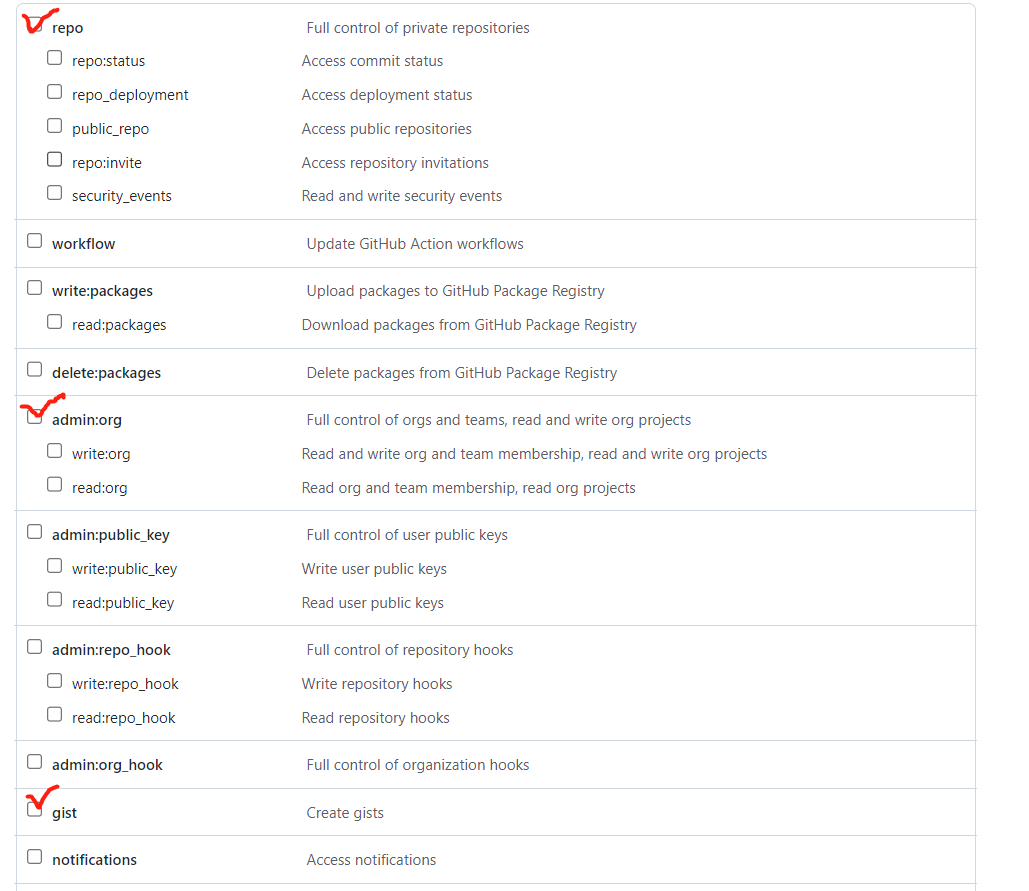 repo Full control of private repositories
repo:status Access commit status
repo_deployment Access deployment status
public_repo Access public repositories
repo:invite Access repository invitations
security_events Read and write security events
workflow Update GitHub Action workflows
write:packages Upload packages to GitHub Package Registry
read:packages Download packages from GitHub Package Registry
delete:packages Delete packages from GitHub Package Registry
admin:org Full control of orgs and teams, read and write org projects
write:org Read and write org and team membership, read and write org projects
read:org Read org and team membership, read org projects
admin:public_key Full control of user public keys
write:public_key Write user public keys
read:public_key Read user public keys
admin:repo_hook Full control of repository hooks
write:repo_hook Write repository hooks
read:repo_hook Read repository hooks
admin:org_hook Full control of organization hooks
gist Create gists
notifications Access notifications